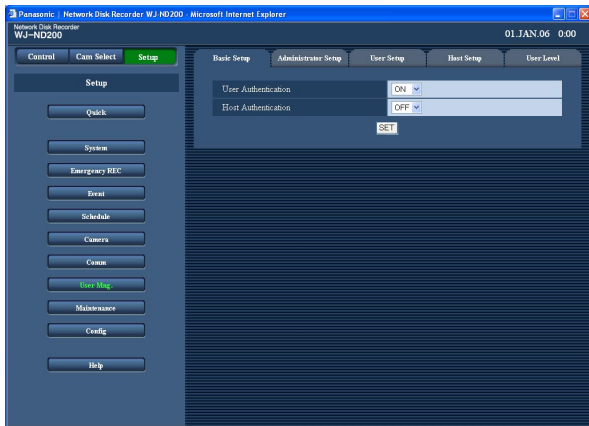 Panasonic | Network Disk Recorder WJ-ND200 - Microsoft Internet Explorer
Network Disk Recorder
WJ-ND200
01.JAN.06 0:00
Control Cam Select Setup
Basic Setup Administrator Setup User Setup Host Setup User Level
Setup
User Authentication ON
Host Authentication OFF
SET
Quick
System
Emergency REC
Event
Schedule
Camera
Comm
User Mng.
Maintenance
Config
Help